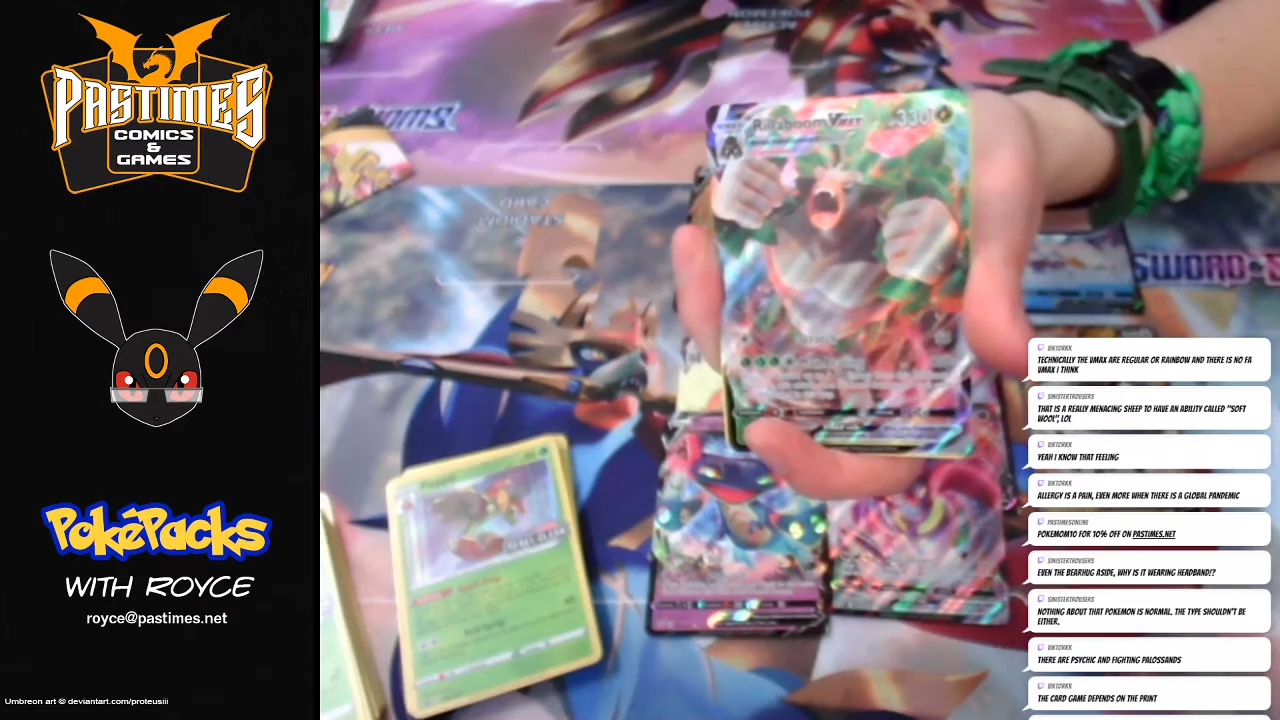 PASTIMES
COMICS
&
GAMES
PokéPacks
WITH ROYCE
royce@pastimes.net
Umbreon art © deviantart.com/proteusiii
STADIUM
CARD
Rillaboom VMAX
330
SWORD
VIKTORKK
TECHNICALLY THE VMAX ARE REGULAR OR RAINBOW AND THERE IS NO FA
VMAX I THINK
SINISTERTROUSERS
THAT IS A REALLY MENACING SHEEP TO HAVE AN ABILITY CALLED "SOFT
WOOL", LOL
VIKTORKK
YEAH I KNOW THAT FEELING
VIKTORKK
ALLERGY IS A PAIN, EVEN MORE WHEN THERE IS A GLOBAL PANDEMIC
PASTIMESONLINE
POKEMOM10 FOR 10% OFF ON PASTIMES.NET
SINISTERTROUSERS
EVEN THE BEARHUG ASIDE, WHY IS IT WEARING HEADBAND!?
SINISTERTROUSERS
NOTHING ABOUT THAT POKEMON IS NORMAL. THE TYPE SHOULDN'T BE
EITHER.
VIKTORKK
THERE ARE PSYCHIC AND FIGHTING PALOSSANDS
VIKTORKK
THE CARD GAME DEPENDS ON THE PRINT